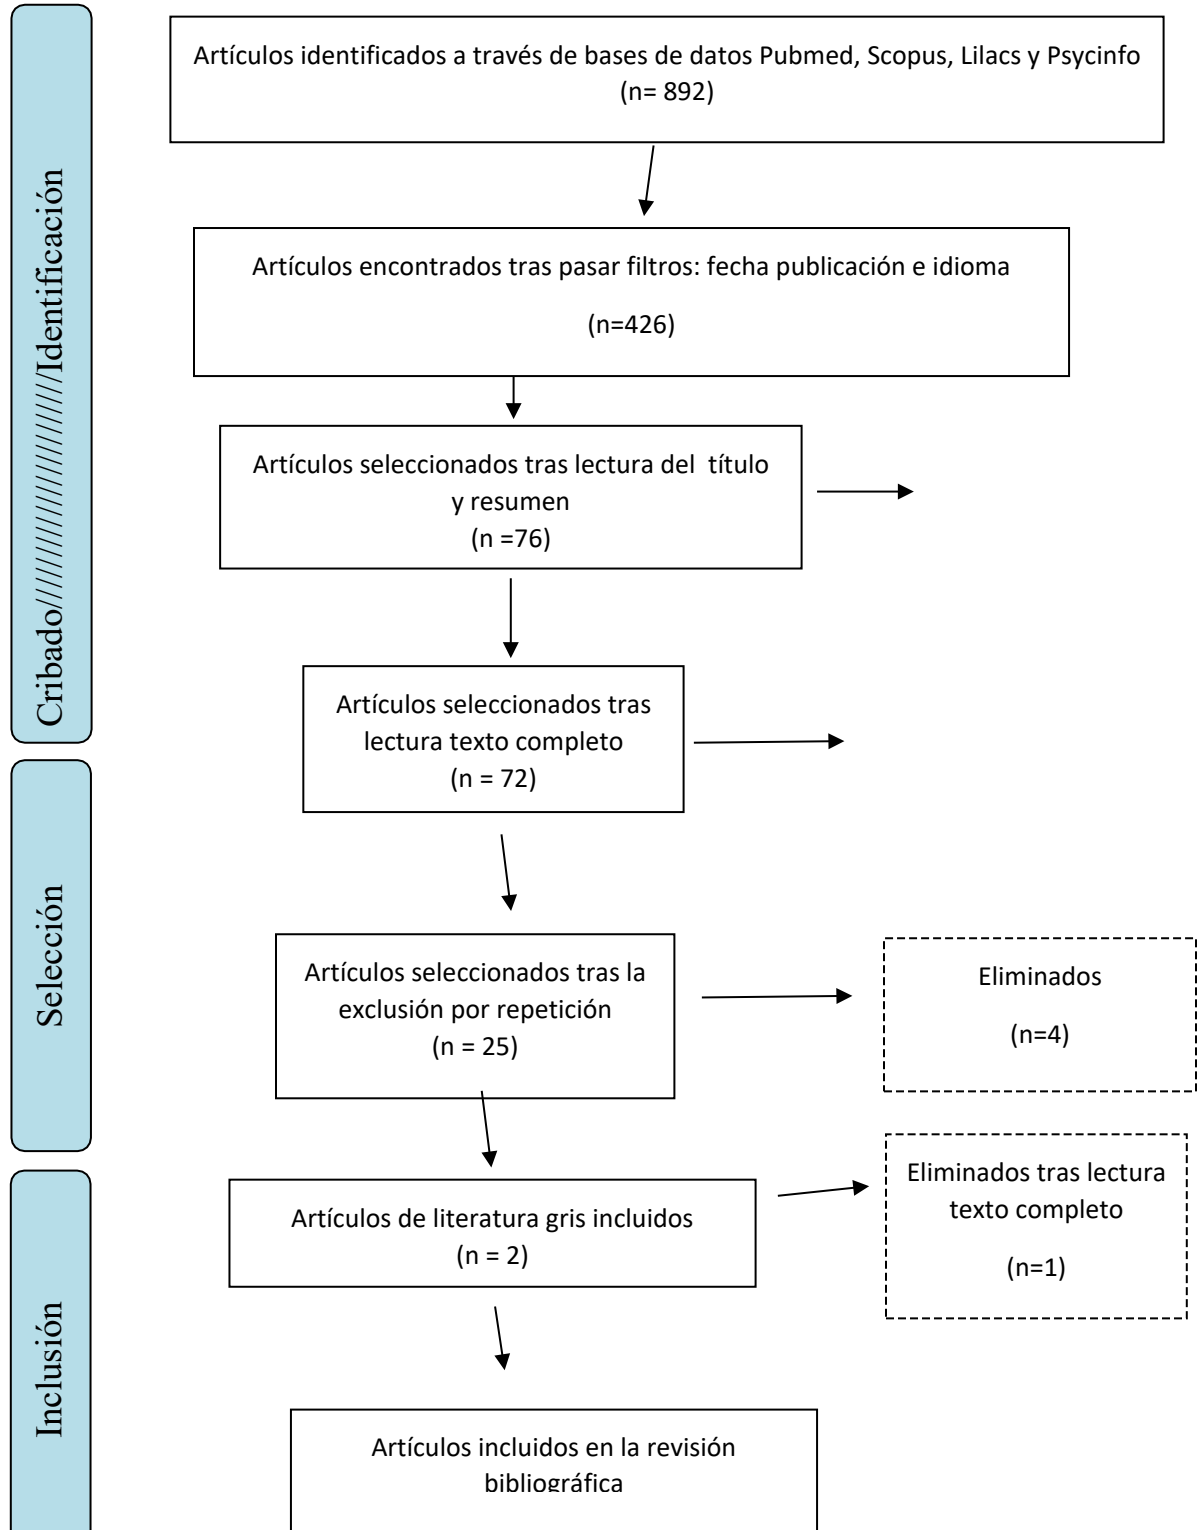 Artículos identificados a través de bases de datos Pubmed, Scopus, Lilacs y Psycinfo
(n= 892)
Artículos encontrados tras pasar filtros: fecha publicación e idioma
(n=426)
Artículos seleccionados tras lectura del título
y resumen
(n =76)
Cribado///////////////////////Identificación
Artículos seleccionados tras
lectura texto completo
(n = 72)
Selección
Artículos seleccionados tras la
exclusión por repetición
(n = 25)
Eliminados
(n=4)
Eliminados tras lectura
texto completo
(n=1)
Artículos de literatura gris incluidos
(n = 2)
Inclusión
Artículos incluidos en la revisión
bibliográfica